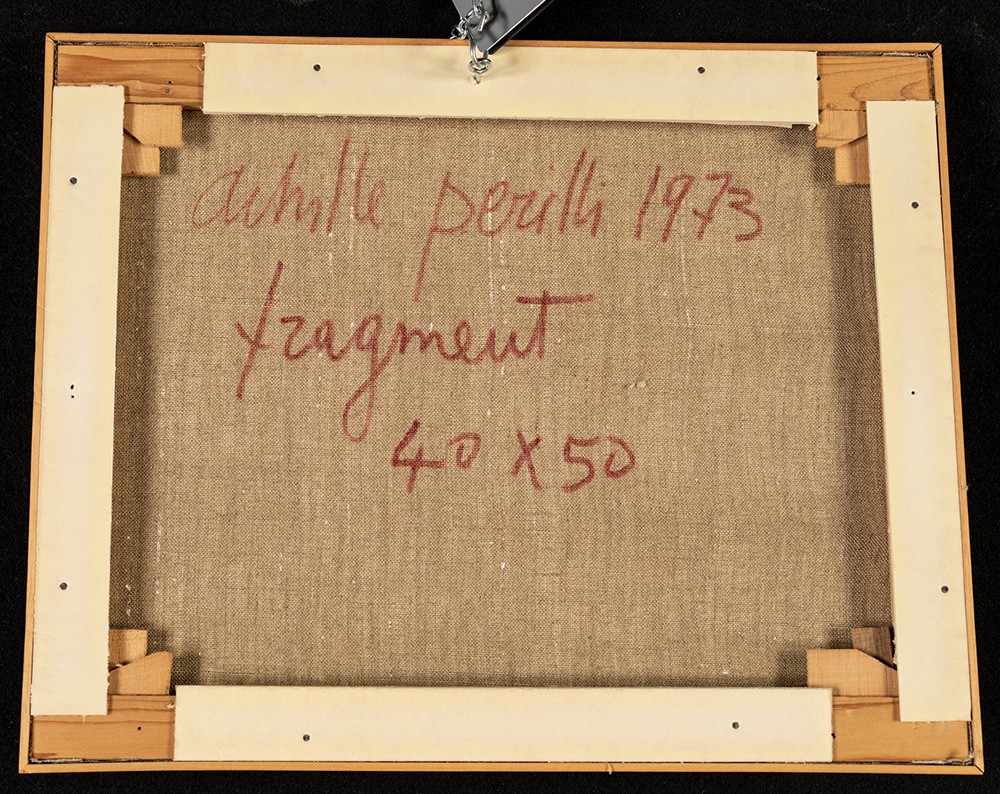 achille perilli 1973
fragment
40 x 50